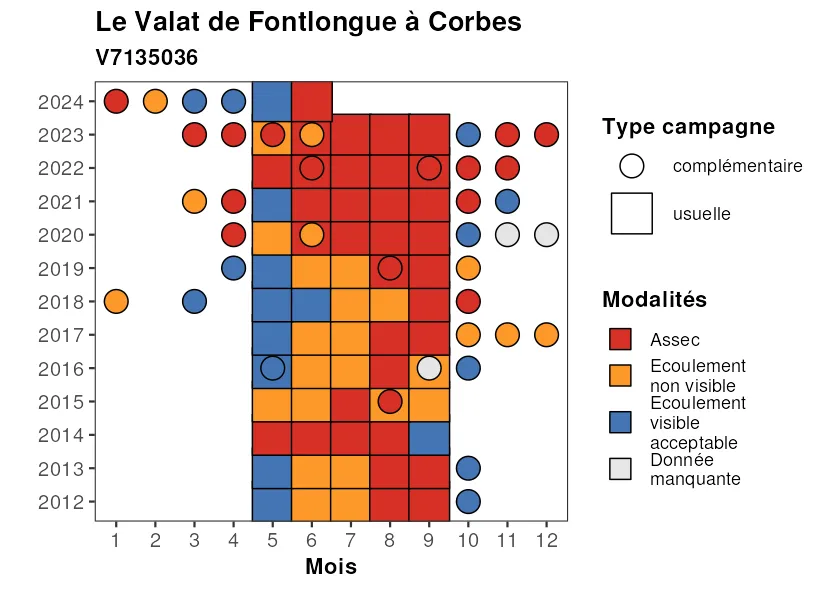 Le Valat de Fontlongue à Corbes
V7135036
2024
2023
2022
2021
2020
2019
2018
2017
2016
2015
2014
2013
2012
1 2 3 4 5 6 7 8 9 10 11 12
Mois
Type campagne
complémentaire
usuelle
Modalités
Assec
Ecoulement
non visible
Ecoulement
visible
acceptable
Donnée
manquante